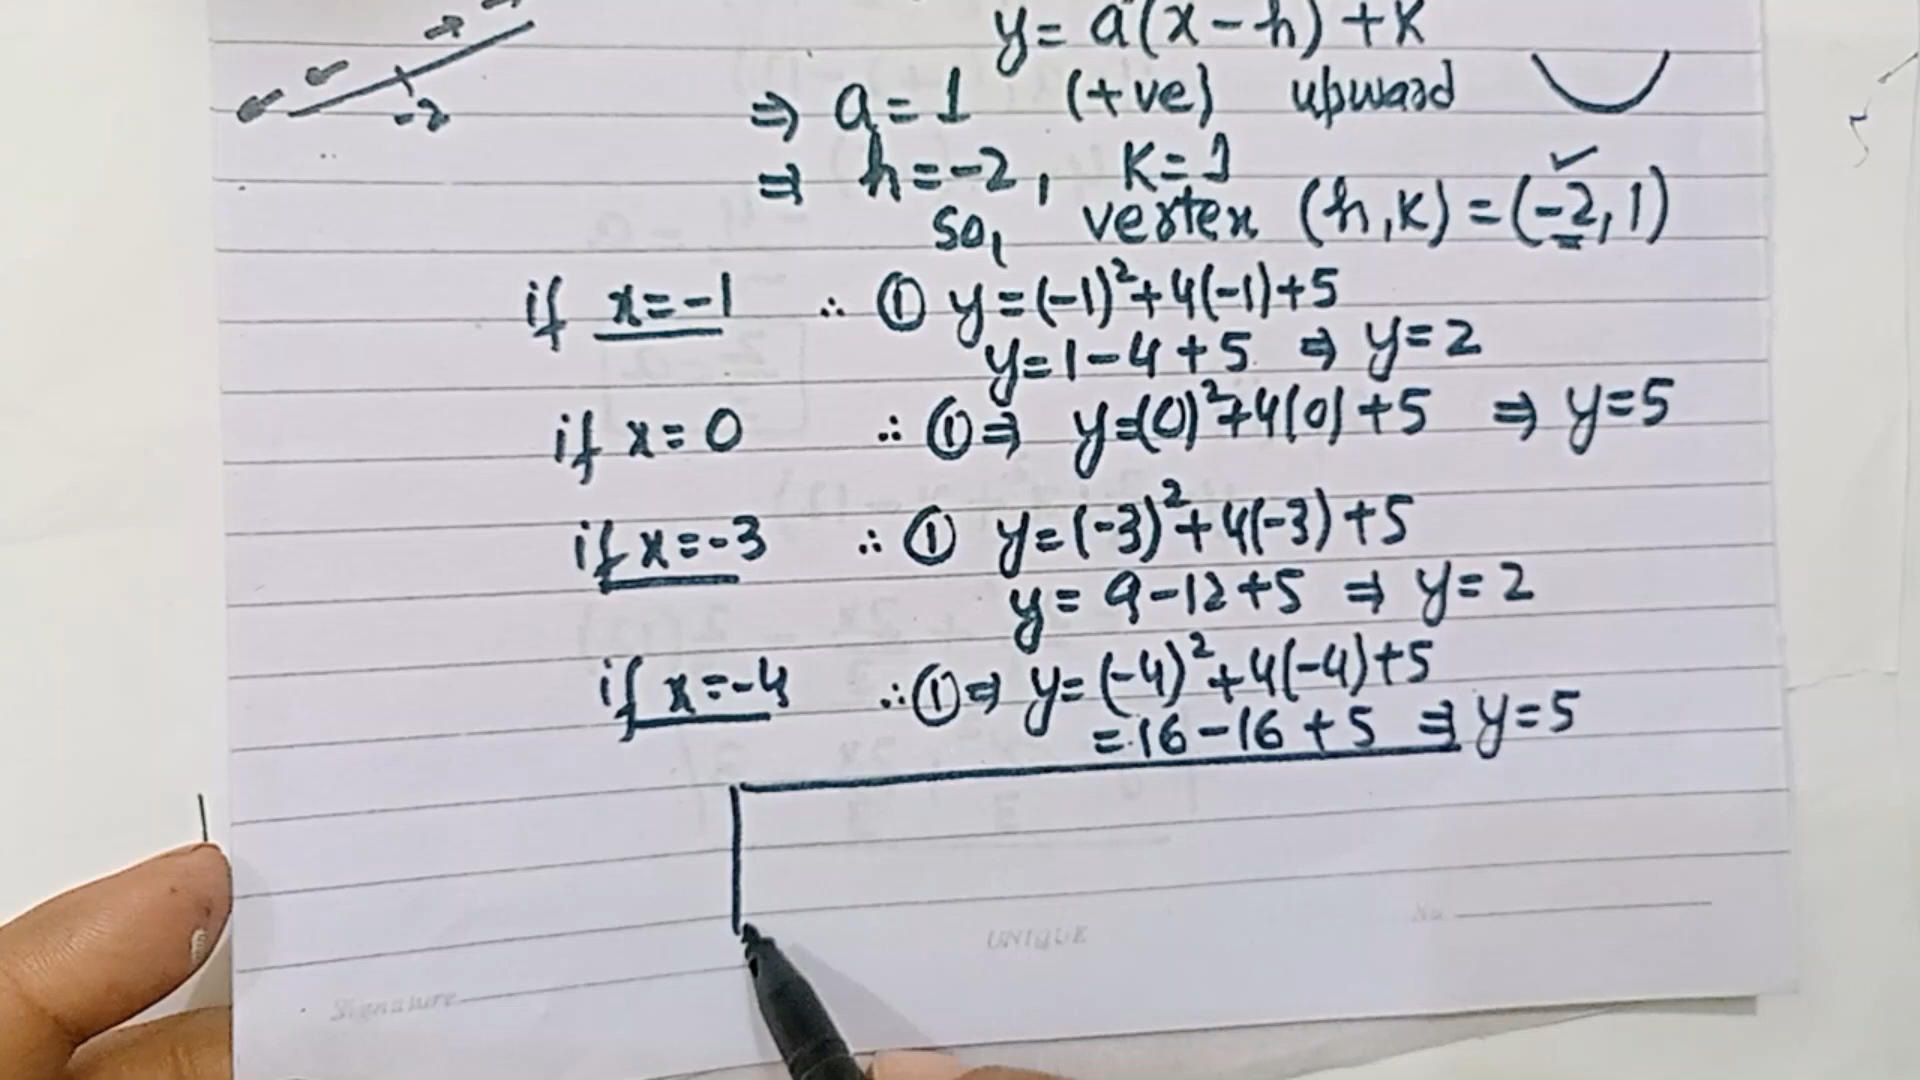 y = a(x-h) + k
⇒ a = 1 (+ve) upward
-2
⇒ h = -2, K = 1
so, vertex (h,K) = (-2,1)
if x = -1 ∴ ① y = (-1)²+4(-1)+5
y = 1-4+5 ⇒ y = 2
if x = 0 ∴ ①⇒ y = (0)²+4(0)+5 ⇒ y = 5
if x = -3 ∴ ① y = (-3)²+4(-3)+5
y = 9-12+5 ⇒ y = 2
if x = -4 ∴ ①⇒ y = (-4)²+4(-4)+5
= 16-16+5 ⇒ y = 5
UNIQUE
No
Signature